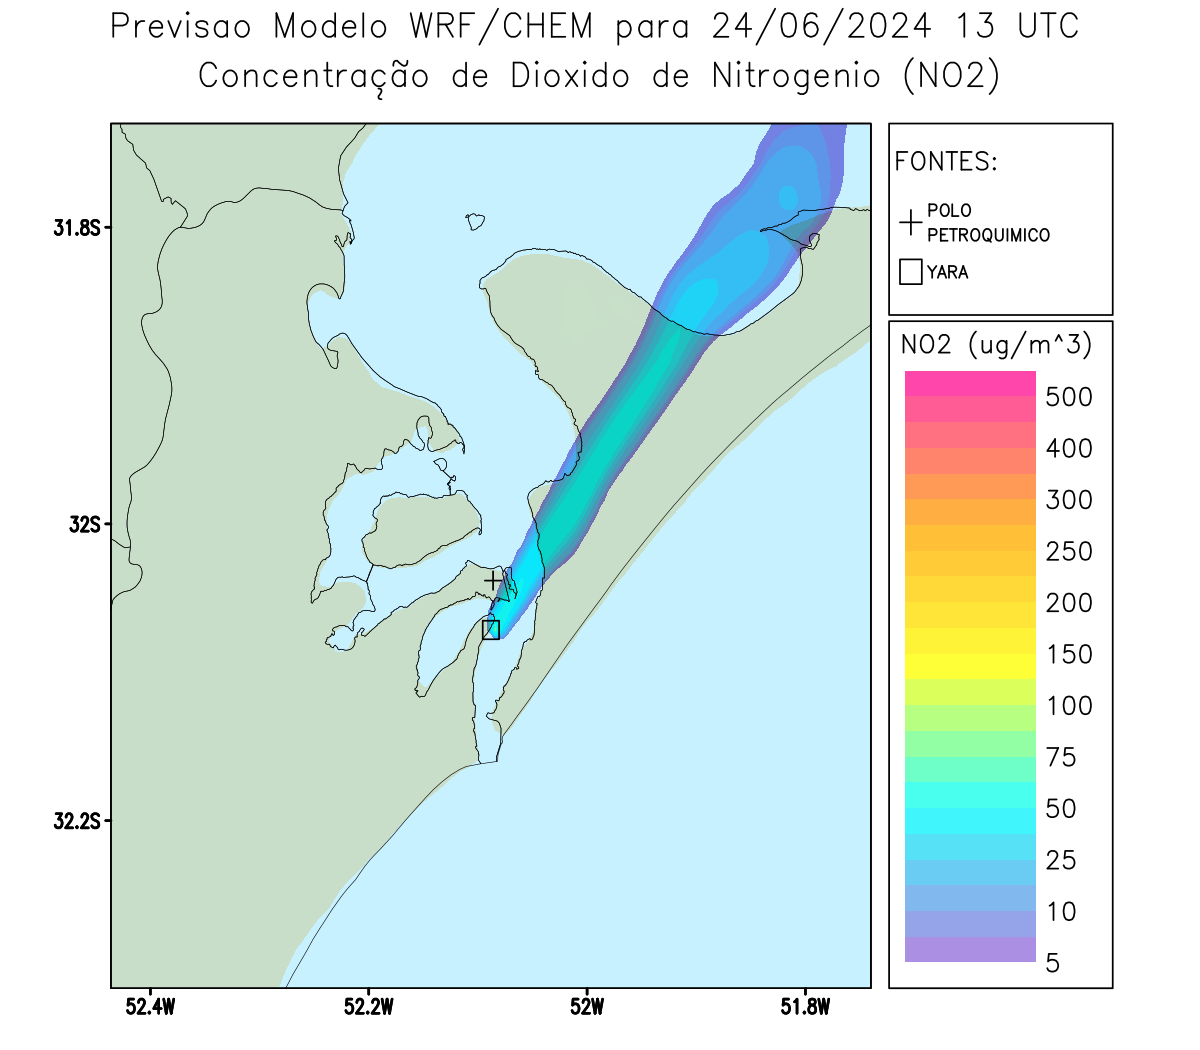 Previsao Modelo WRF/CHEM para 24/06/2024 13 UTC
Concentração de Dioxido de Nitrogenio (NO2)
FONTES:
POLO
PETROQUIMICO
YARA
31.8S
32S
32.2S
52.4W
52.2W
52W
51.8W
NO2 (ug/m^3)
500
400
300
250
200
150
100
75
50
25
10
5